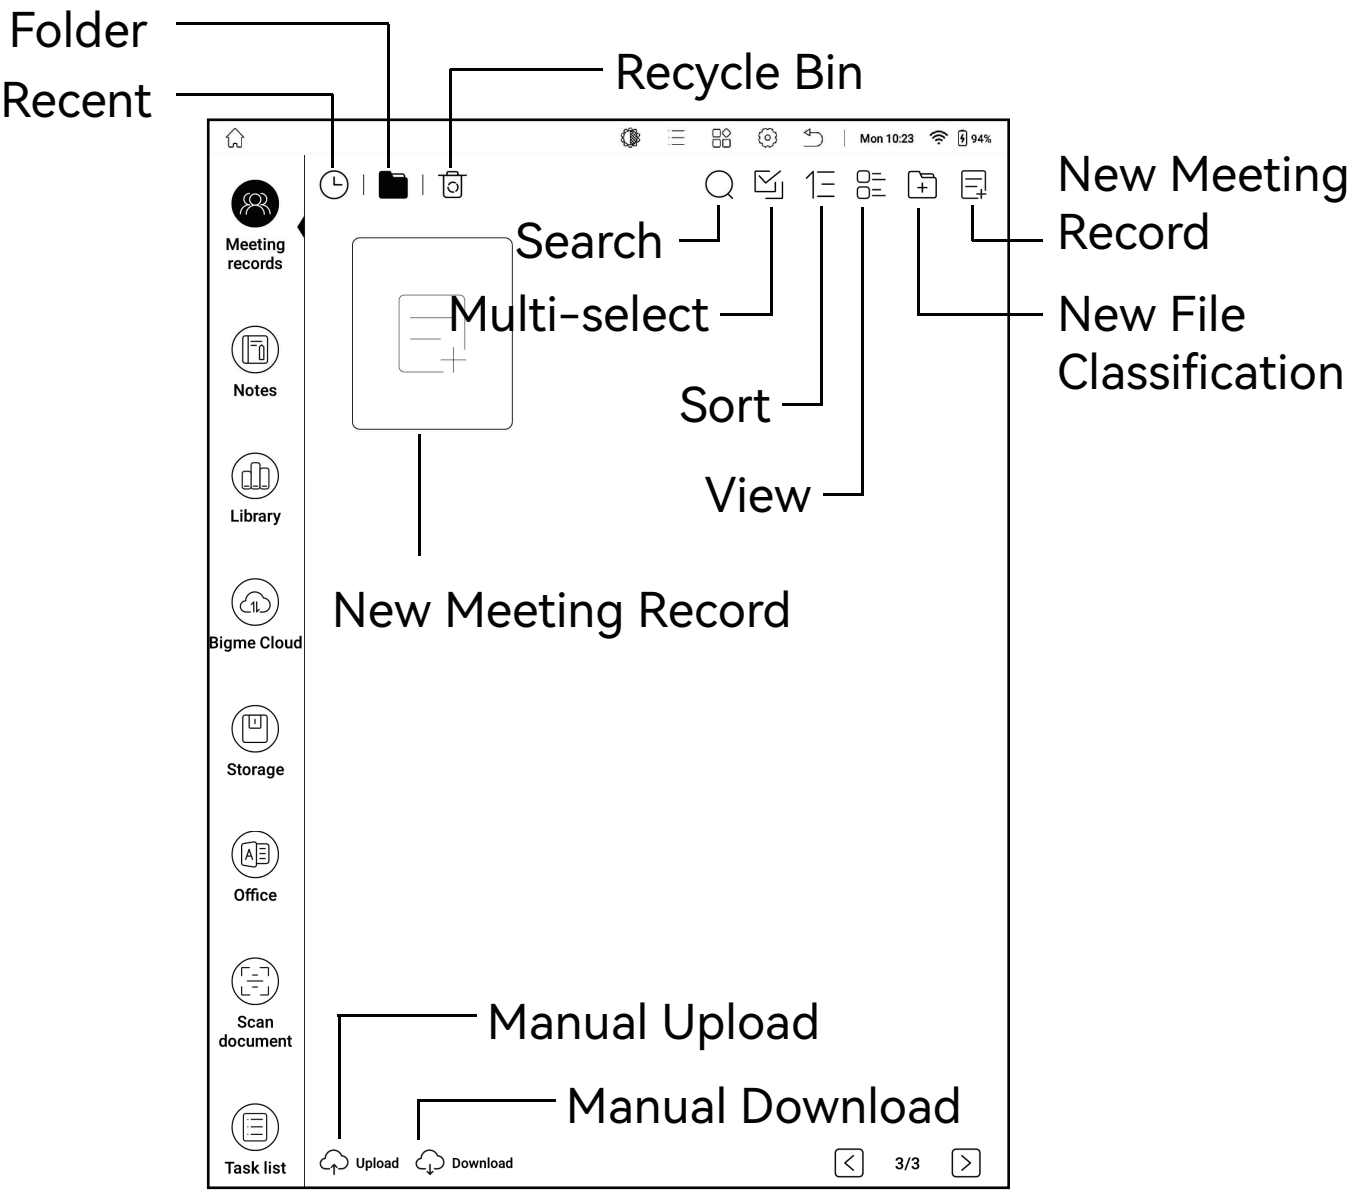 Folder
Recycle Bin
Recent
Mon 10:23
94%
New Meeting
Record
Meeting
records
Search
Multi-select
New File
Classification
Notes
Sort
View
Library
New Meeting Record
Bigme Cloud
Storage
Office
Scan
document
Manual Upload
Manual Download
Task list
Upload
Download
3/3